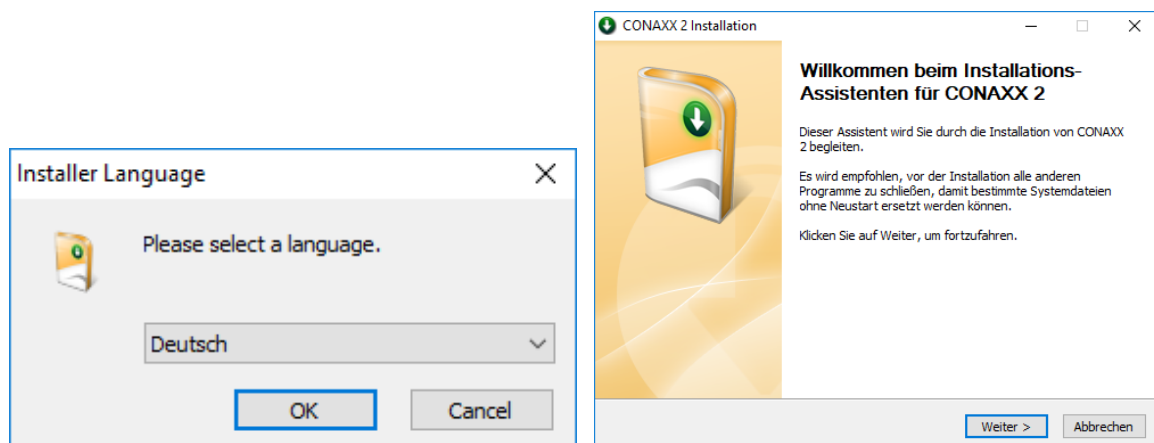 Installer Language
Please select a language.
Deutsch
OK
Cancel
CONAXX 2 Installation
Willkommen beim Installations-
Assistenten für CONAXX 2
Dieser Assistent wird Sie durch die Installation von CONAXX
2 begleiten.
Es wird empfohlen, vor der Installation alle anderen
Programme zu schließen, damit bestimmte Systemdateien
ohne Neustart ersetzt werden können.
Klicken Sie auf Weiter, um fortzufahren.
Weiter >
Abbrechen